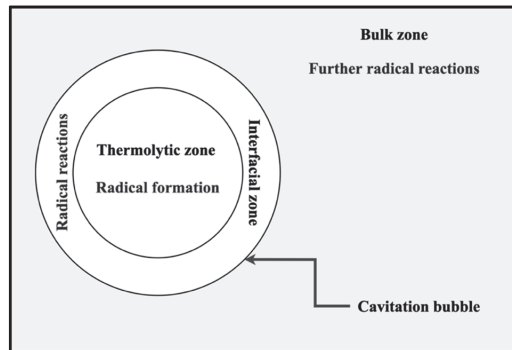 Bulk zone
Further radical reactions
Radical reactions
Thermolytic zone
Radical formation
Interfacial zone
Cavitation bubble